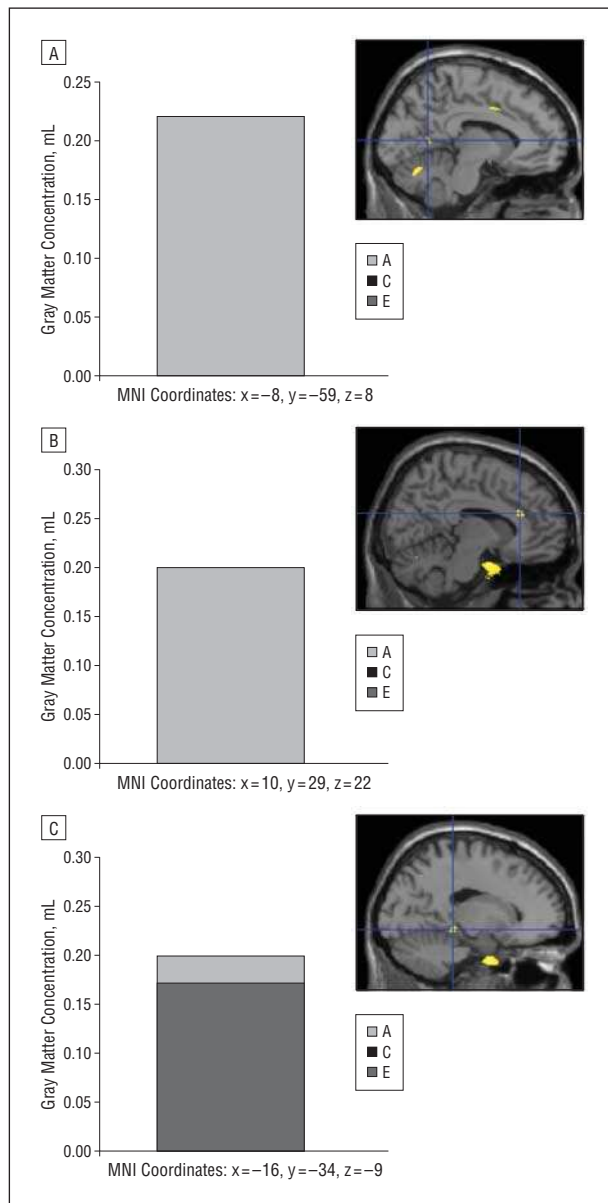 A
0.25
0.20
0.15
0.10
0.05
0.00
Gray Matter Concentration, mL
MNI Coordinates: x=−8, y=−59, z=8
A
C
E
B
0.30
0.25
0.20
0.15
0.10
0.05
0.00
Gray Matter Concentration, mL
MNI Coordinates: x=10, y=29, z=22
A
C
E
C
0.30
0.25
0.20
0.15
0.10
0.05
0.00
Gray Matter Concentration, mL
MNI Coordinates: x=−16, y=−34, z=−9
A
C
E